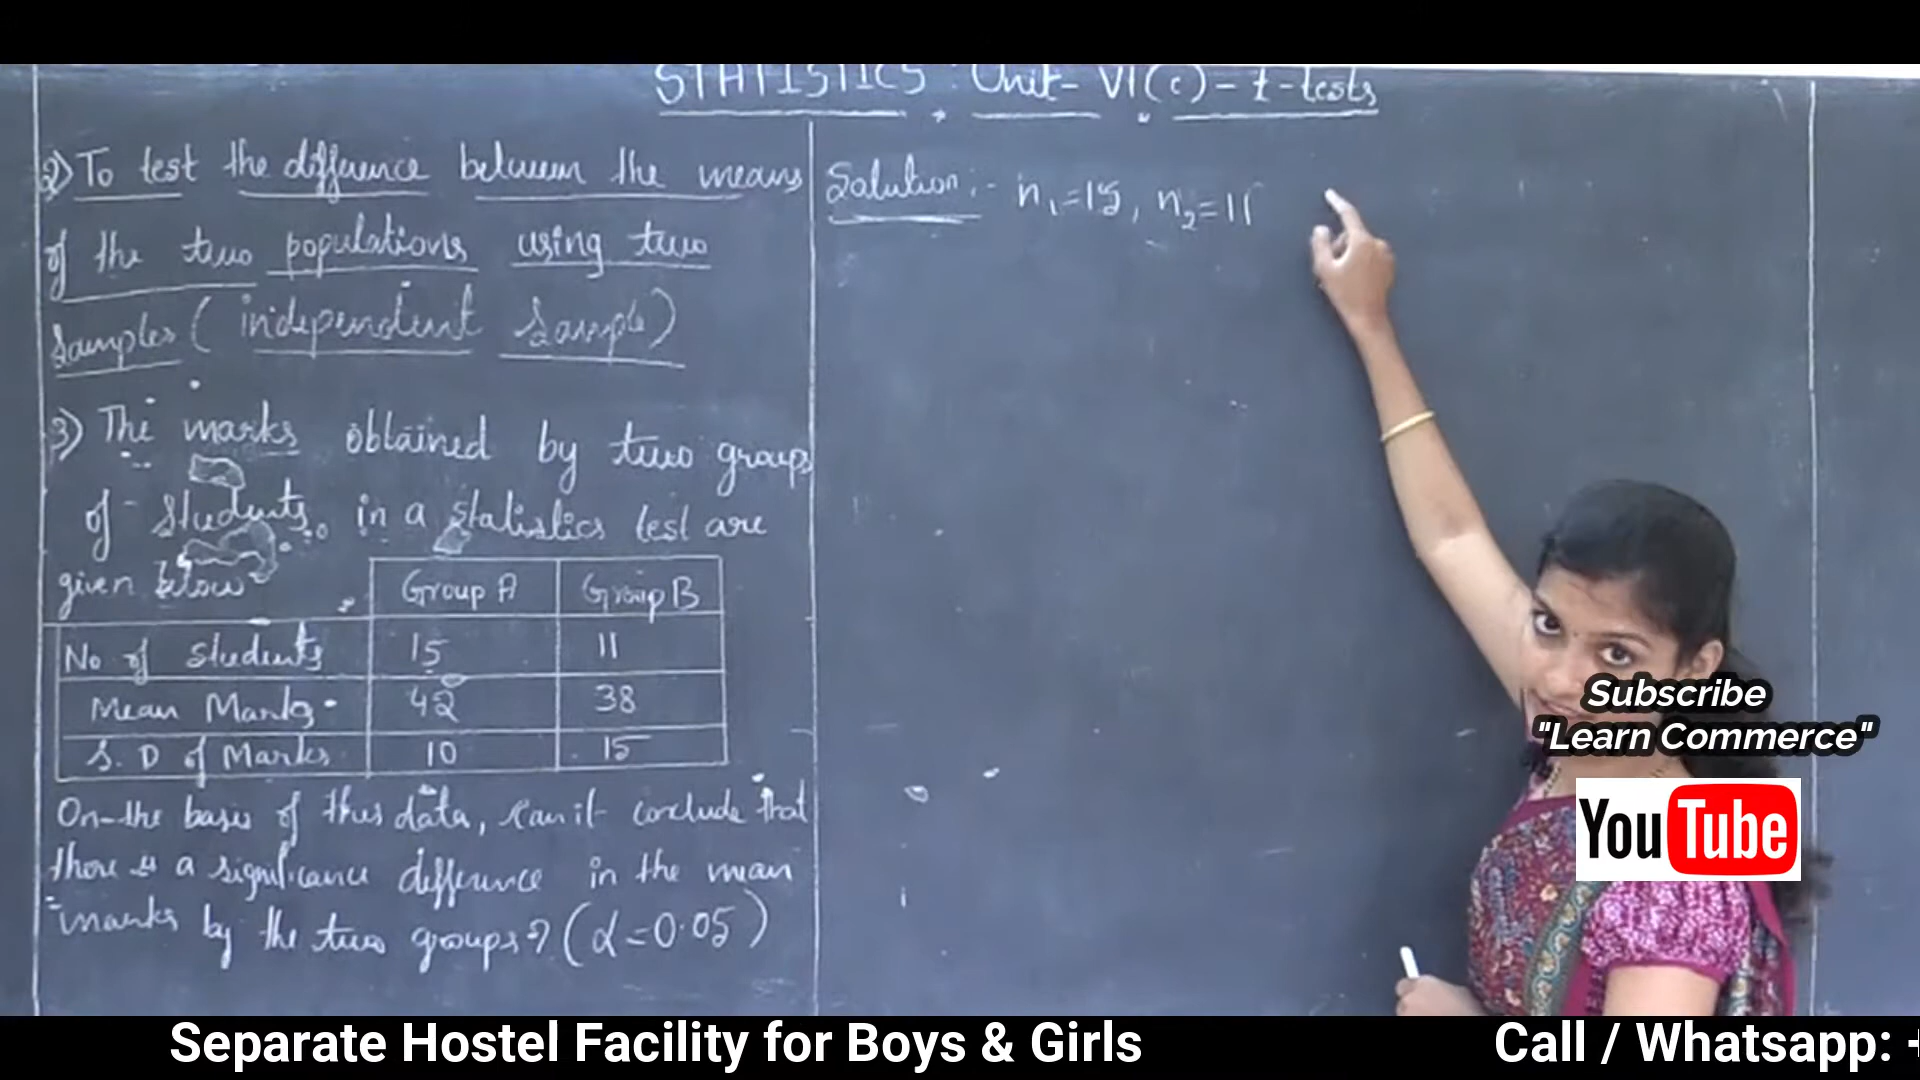 STATISTICS : Unit- VI(c) - t-tests
2) To test the difference between the means
of the two populations using two
Samples (independent Sample)
3) The marks obtained by two groups
of Students in a statistics test are
given below
Group A Group B
No of Students 15 11
Mean Marks 42 38
S.D of Marks 10 15
On the basis of this data, can it conclude that
there is a significance difference in the mean
marks by the two groups? (α=0.05)
Solution:- n₁=15, n₂=11
Subscribe
"Learn Commerce"
YouTube
Separate Hostel Facility for Boys & Girls
Call / Whatsapp: +